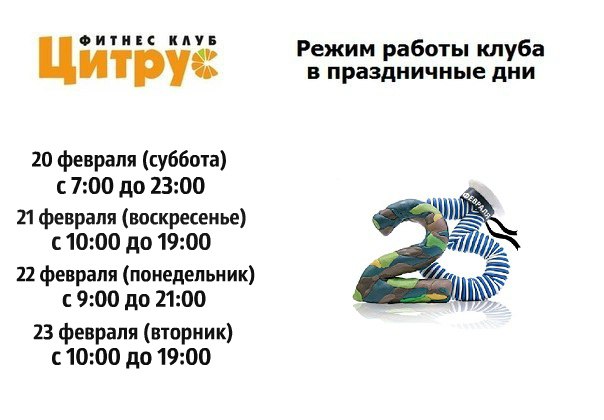 ФИТНЕС КЛУБ
Цитрус
Режим работы клуба
в праздничные дни
20 февраля (суббота)
с 7:00 до 23:00
21 февраля (воскресенье)
с 10:00 до 19:00
22 февраля (понедельник)
с 9:00 до 21:00
23 февраля (вторник)
с 10:00 до 19:00
23
ФЕВРАЛЯ